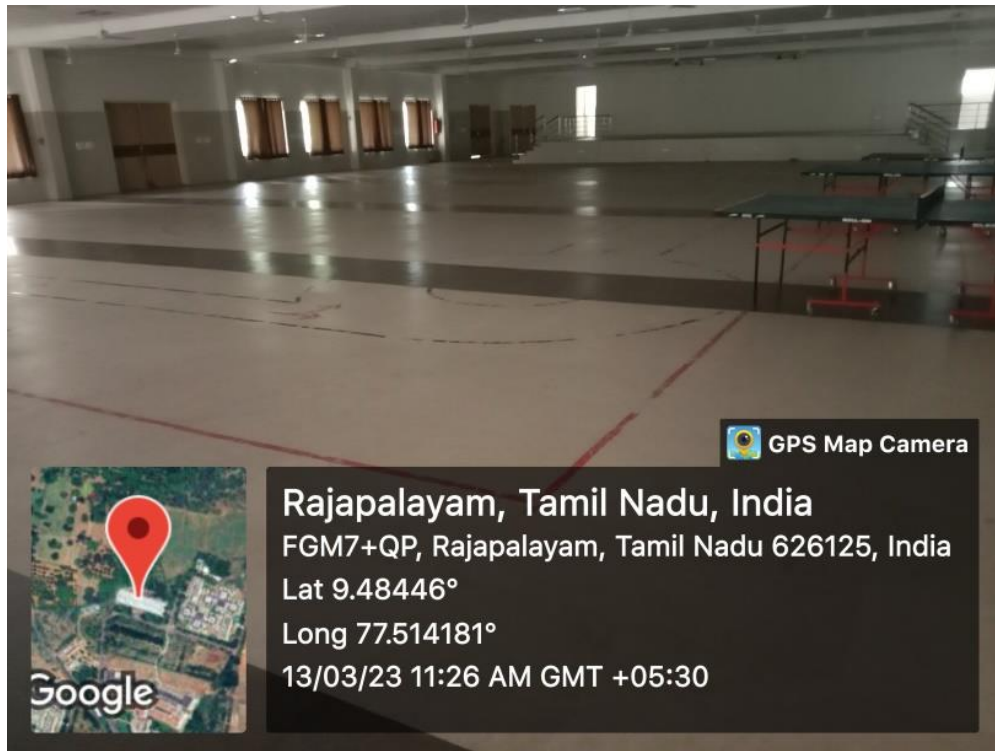 GPS Map Camera
Rajapalayam, Tamil Nadu, India
FGM7+QP, Rajapalayam, Tamil Nadu 626125, India
Lat 9.48446°
Long 77.514181°
13/03/23 11:26 AM GMT +05:30
Google